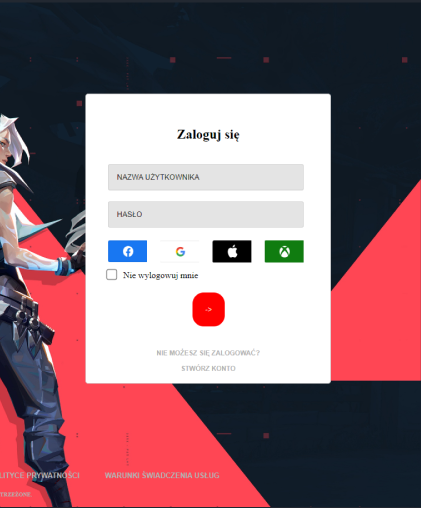 Zaloguj się
NAZWA UŻYTKOWNIKA
HASŁO
Nie wylogowuj mnie
->
NIE MOŻESZ SIĘ ZALOGOWAĆ?
STWÓRZ KONTO
LITYCE PRYWATNOŚCI WARUNKI ŚWIADCZENIA USŁUG